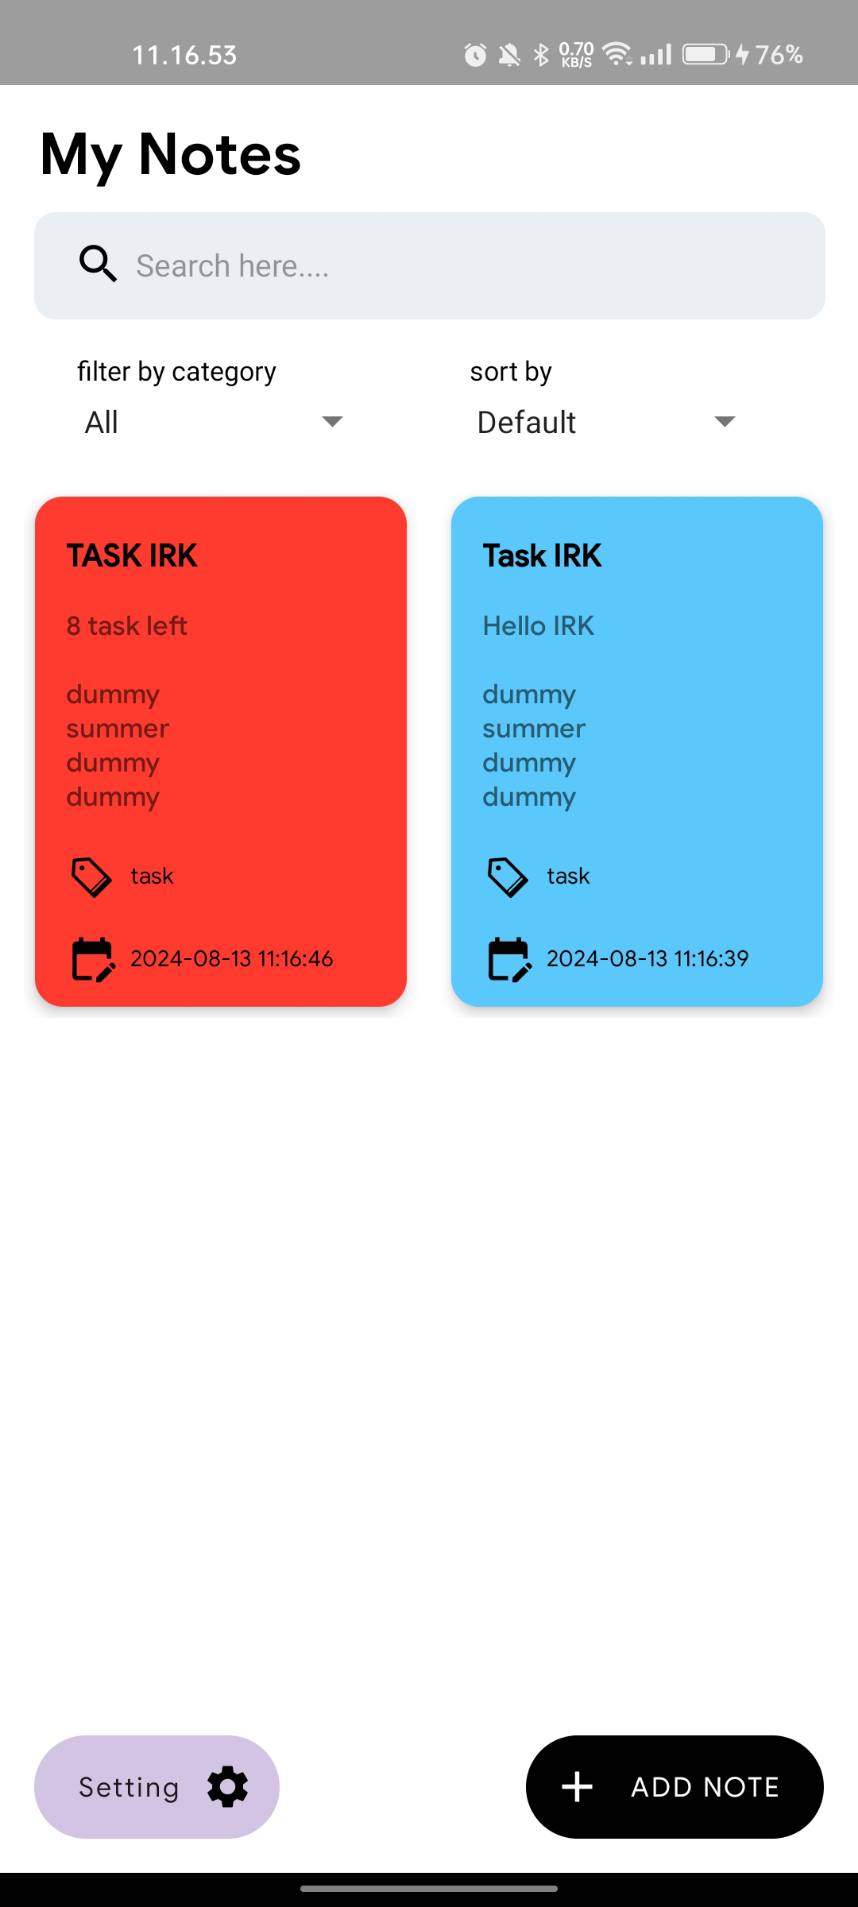 11.16.53
0.70
KB/S
76%
My Notes
Search here....
filter by category
sort by
All
Default
TASK IRK
8 task left
dummy
summer
dummy
dummy
task
2024-08-13 11:16:46
Task IRK
Hello IRK
dummy
summer
dummy
dummy
task
2024-08-13 11:16:39
Setting
ADD NOTE